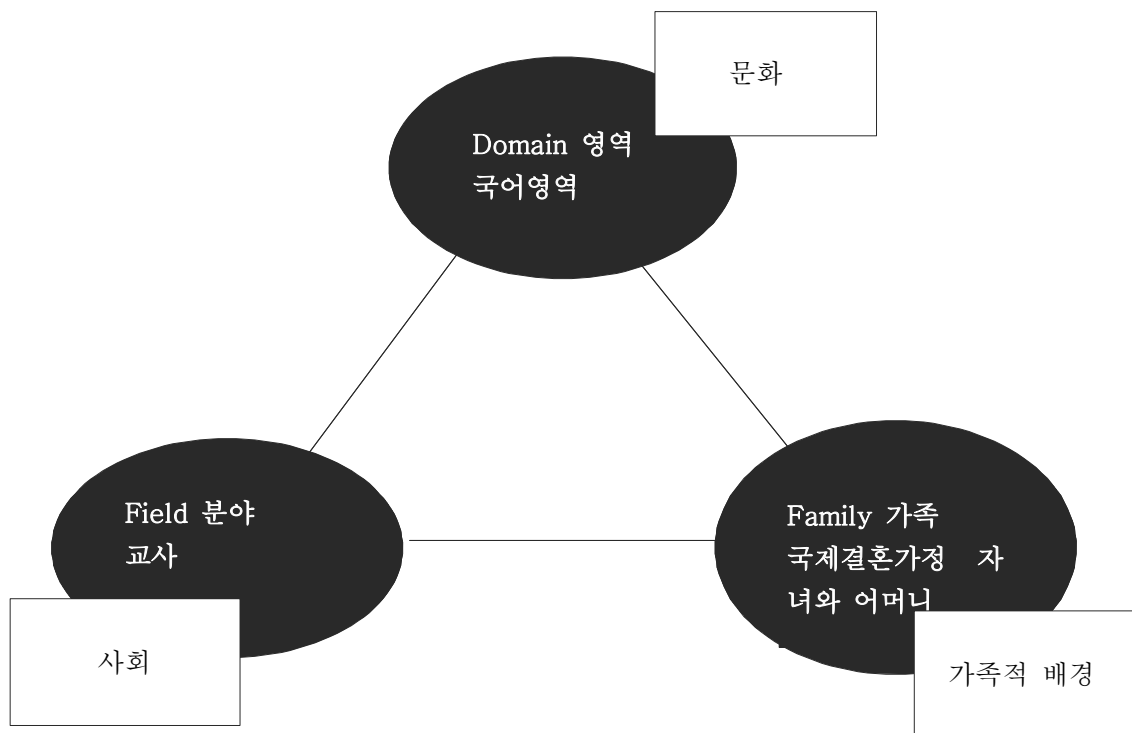 문화
Domain 영역
국어영역
Field 분야
교사
사회
Family 가족
국제결혼가정 자
녀와 어머니
가족적 배경